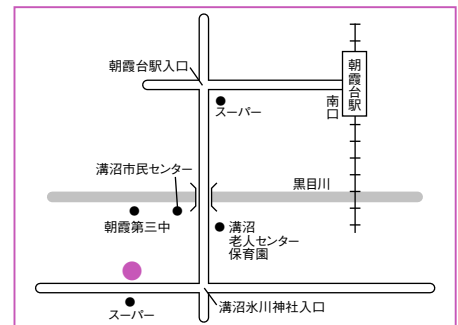 朝霞台駅入口
朝霞台駅
南口
スーパー
溝沼市民センター
黒目川
朝霞第三中
溝沼
老人センター
保育園
スーパー
溝沼氷川神社入口